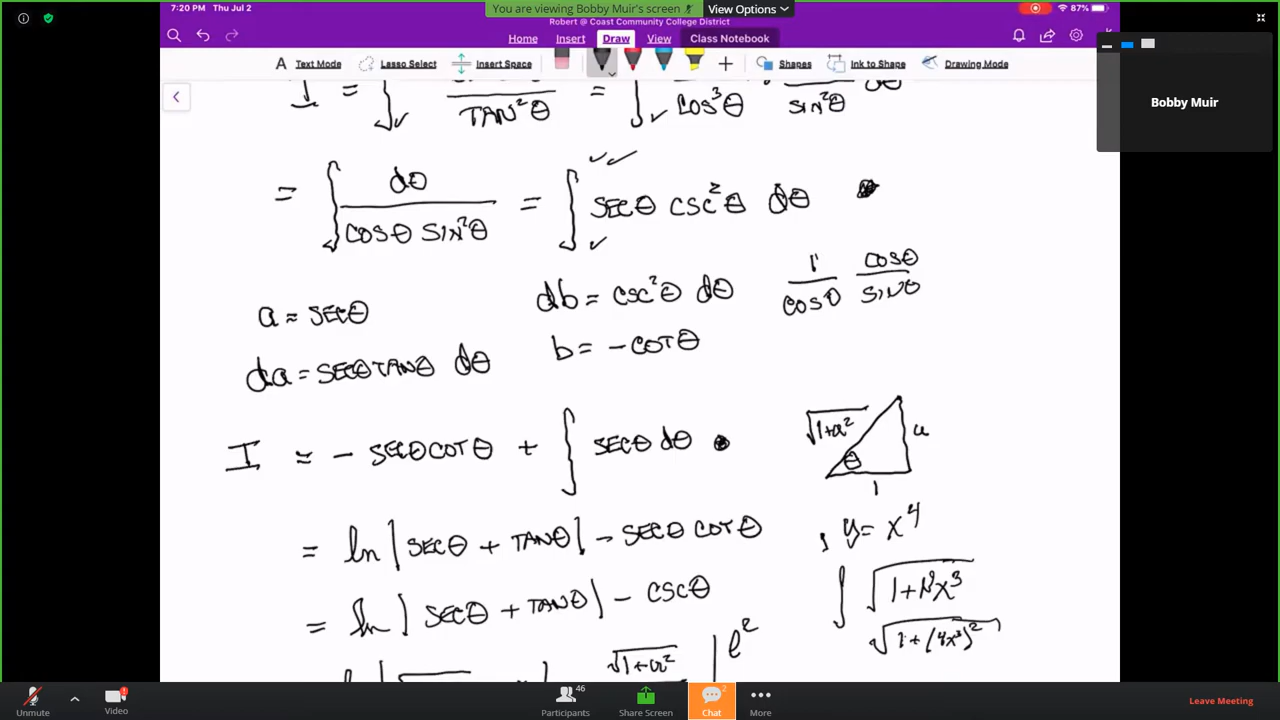 7:20 PM Thu Jul 2
You are viewing Bobby Muir's screen
View Options
87%
Robert @ Coast Community College District
Home Insert Draw View Class Notebook
Text Mode Lasso Select Insert Space Shapes Ink to Shape Drawing Mode
Bobby Muir
I = ∫ / TAN²θ = ∫ / COS³θ · / SIN²θ dθ
= ∫ dθ / COSθ SIN²θ = ∫ SECθ CSC²θ dθ
a = SECθ
db = CSC²θ dθ
1/COSθ COSθ/SINθ
da = SECθTANθ dθ
b = -COTθ
I = - SECθCOTθ + ∫ SECθ dθ
√1+u²
u
θ
1
= ln|SECθ + TANθ| - SECθ COTθ
, y = x⁴
= ln|SECθ + TANθ| - CSCθ
√(1+(4x³)²
√1+u² | e²
Unmute
Video
46
Participants
Share Screen
2
Chat
More
Leave Meeting